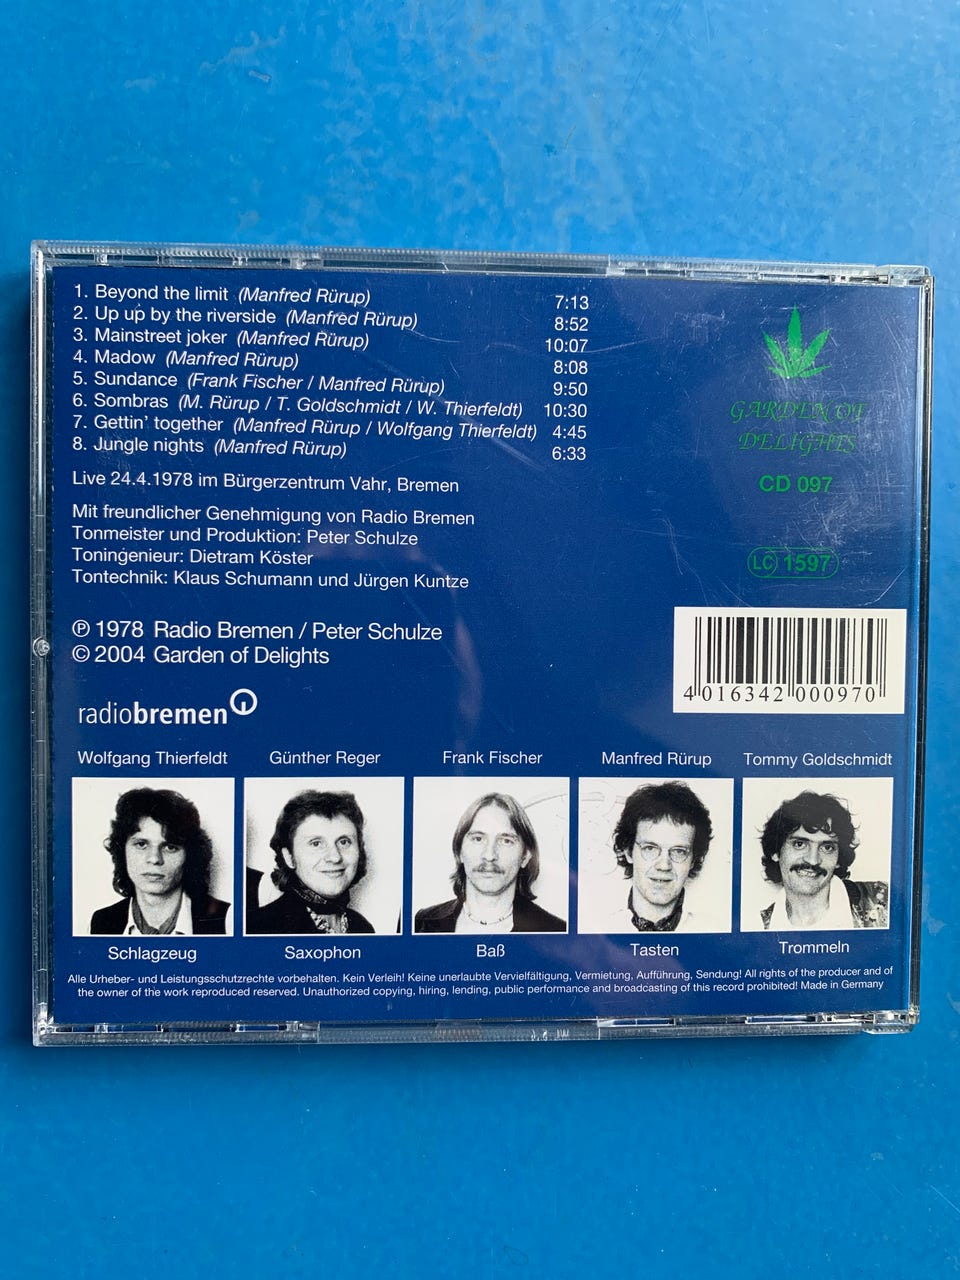 1. Beyond the limit (Manfred Rürup) 7:13
2. Up up by the riverside (Manfred Rürup) 8:52
3. Mainstreet joker (Manfred Rürup) 10:07
4. Madow (Manfred Rürup) 8:08
5. Sundance (Frank Fischer / Manfred Rürup) 9:50
6. Sombras (M. Rürup / T. Goldschmidt / W. Thierfeldt) 10:30
7. Gettin' together (Manfred Rürup / Wolfgang Thierfeldt) 4:45
8. Jungle nights (Manfred Rürup) 6:33
Live 24.4.1978 im Bürgerzentrum Vahr, Bremen
Mit freundlicher Genehmigung von Radio Bremen
Tonmeister und Produktion: Peter Schulze
Toningenieur: Dietram Köster
Tontechnik: Klaus Schumann und Jürgen Kuntze
℗ 1978 Radio Bremen / Peter Schulze
© 2004 Garden of Delights
radiobremen
GARDEN OF
DELIGHTS
CD 097
LC 1597
4 016342 000970
Wolfgang Thierfeldt Günther Reger Frank Fischer Manfred Rürup Tommy Goldschmidt
Schlagzeug Saxophon Baß Tasten Trommeln
Alle Urheber- und Leistungsschutzrechte vorbehalten. Kein Verleih! Keine unerlaubte Vervielfältigung, Vermietung, Aufführung, Sendung! All rights of the producer and of
the owner of the work reproduced reserved. Unauthorized copying, hiring, lending, public performance and broadcasting of this record prohibited! Made in Germany